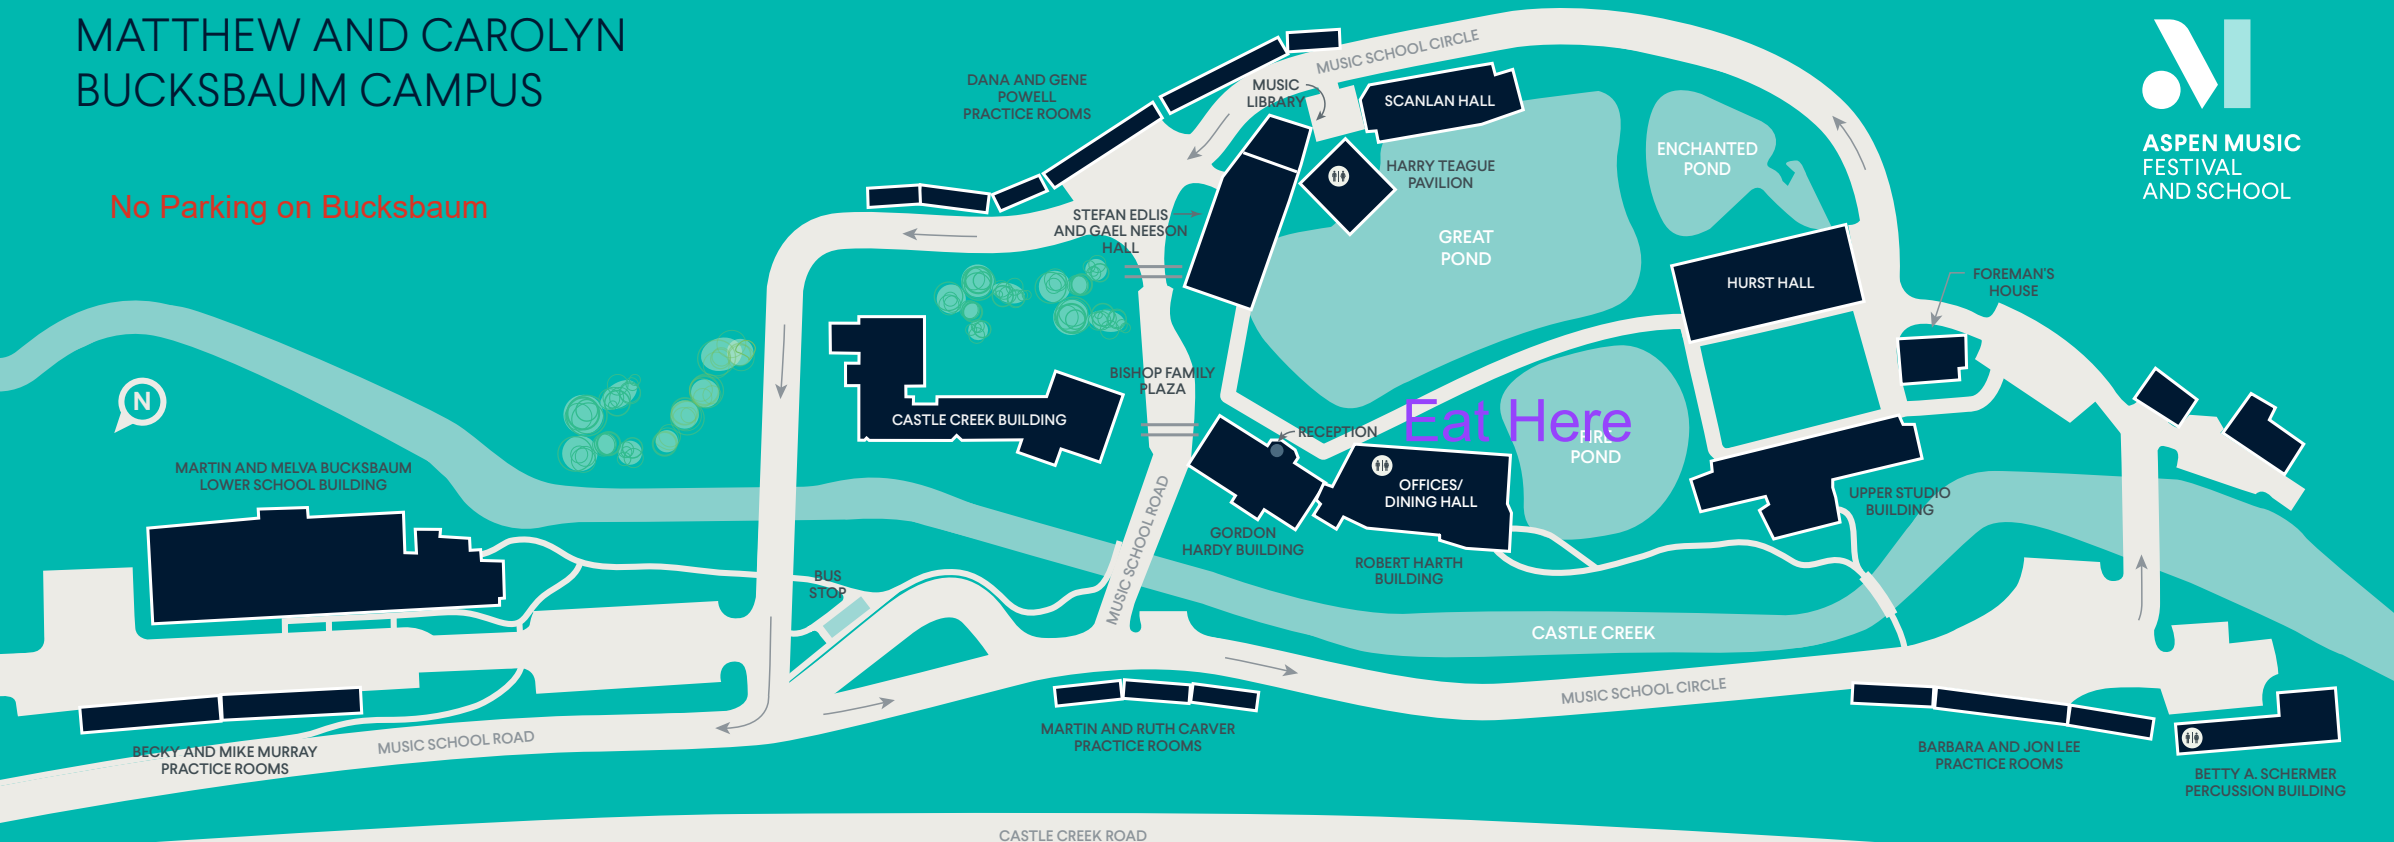 MATTHEW AND CAROLYN
BUCKSBAUM CAMPUS
No Parking on Bucksbaum
ASPEN MUSIC
FESTIVAL
AND SCHOOL
MUSIC SCHOOL CIRCLE
DANA AND GENE
POWELL
PRACTICE ROOMS
MUSIC
LIBRARY
SCANLAN HALL
HARRY TEAGUE
PAVILION
ENCHANTED
POND
STEFAN EDLIS
AND GAEL NEESON
HALL
GREAT
POND
HURST HALL
FOREMAN'S
HOUSE
N
BISHOP FAMILY
PLAZA
CASTLE CREEK BUILDING
RECEPTION
Eat Here
FIRE
POND
OFFICES/
DINING HALL
MARTIN AND MELVA BUCKSBAUM
LOWER SCHOOL BUILDING
UPPER STUDIO
BUILDING
GORDON
HARDY BUILDING
ROBERT HARTH
BUILDING
MUSIC SCHOOL ROAD
BUS
STOP
CASTLE CREEK
MUSIC SCHOOL CIRCLE
MARTIN AND RUTH CARVER
PRACTICE ROOMS
MUSIC SCHOOL ROAD
BECKY AND MIKE MURRAY
PRACTICE ROOMS
BARBARA AND JON LEE
PRACTICE ROOMS
BETTY A. SCHERMER
PERCUSSION BUILDING
CASTLE CREEK ROAD